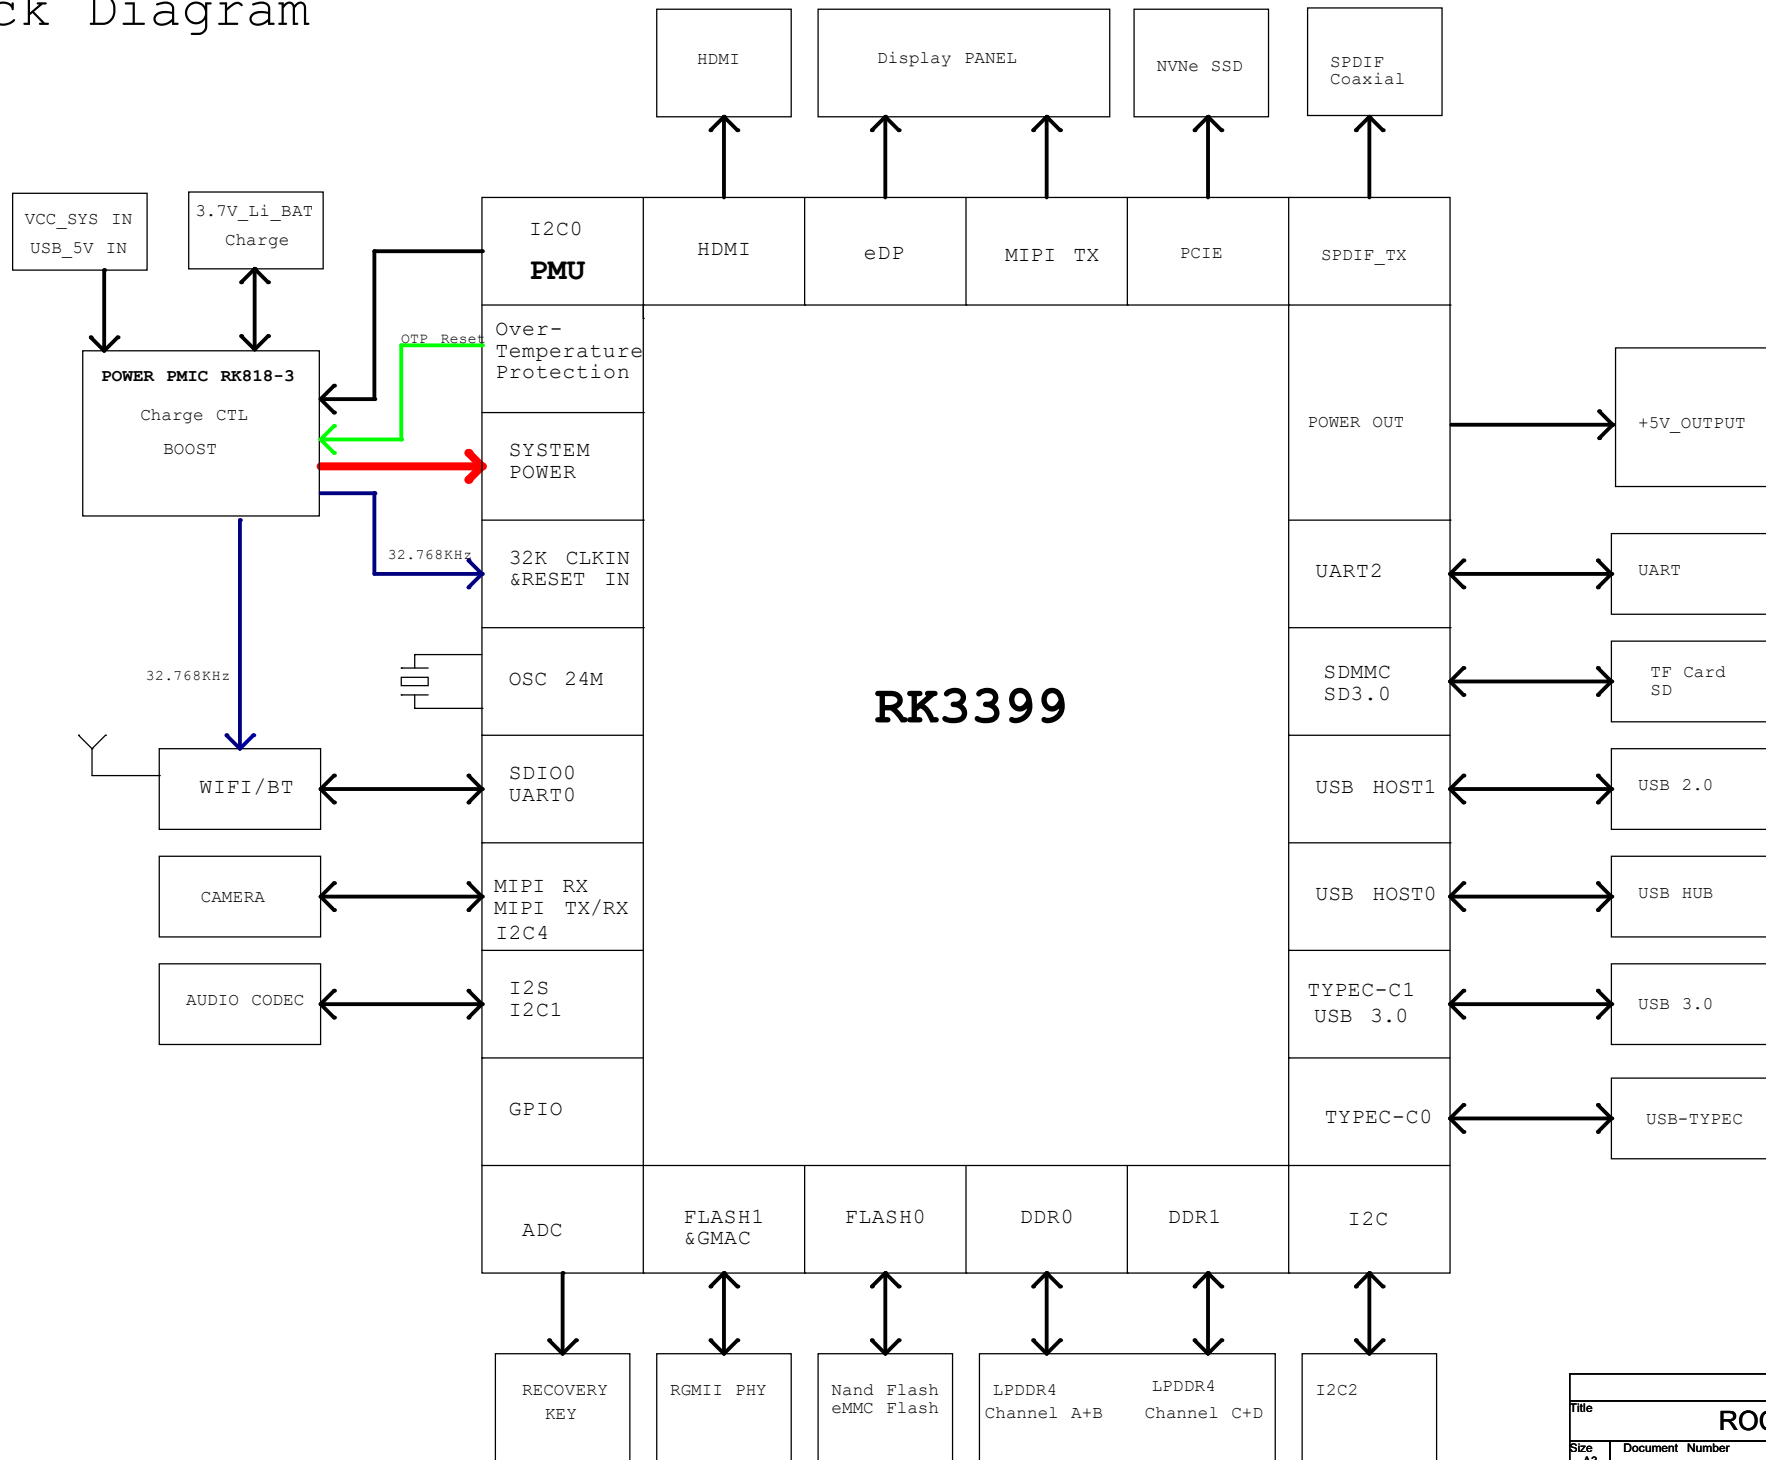 ck Diagram
HDMI
Display PANEL
NVNe SSD
SPDIF
Coaxial
VCC_SYS IN
USB_5V IN
3.7V_Li_BAT
Charge
I2C0
PMU
HDMI
eDP
MIPI TX
PCIE
SPDIF_TX
OTP Reset
Over-
Temperature
Protection
POWER PMIC RK818-3
Charge CTL
BOOST
SYSTEM
POWER
POWER OUT
+5V_OUTPUT
32.768KHz
32K CLKIN
&RESET IN
UART2
UART
32.768KHz
OSC 24M
RK3399
SDMMC
SD3.0
TF Card
SD
WIFI/BT
SDIO0
UART0
USB HOST1
USB 2.0
CAMERA
MIPI RX
MIPI TX/RX
I2C4
USB HOST0
USB HUB
AUDIO CODEC
I2S
I2C1
TYPEC-C1
USB 3.0
USB 3.0
GPIO
TYPEC-C0
USB-TYPEC
ADC
FLASH1
&GMAC
FLASH0
DDR0
DDR1
I2C
RECOVERY
KEY
RGMII PHY
Nand Flash
eMMC Flash
LPDDR4
Channel A+B
LPDDR4
Channel C+D
I2C2
Title
ROC
Size
Document Number